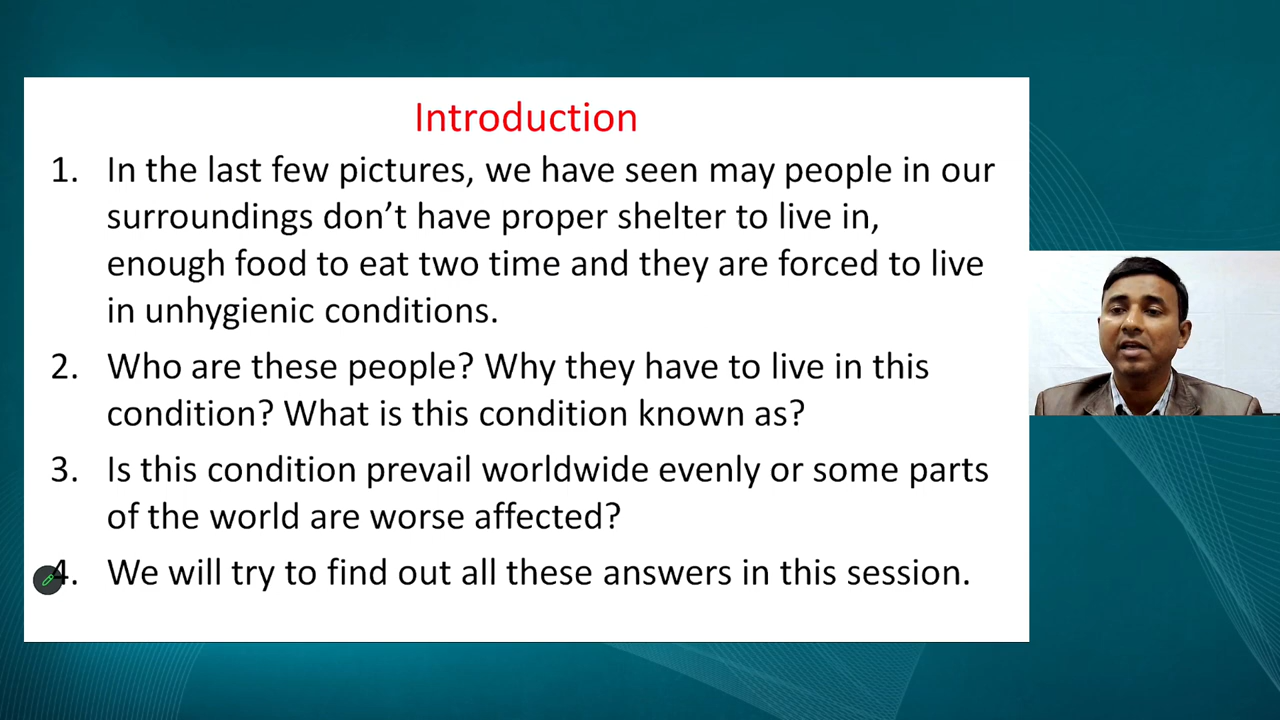 Introduction
1. In the last few pictures, we have seen may people in our
surroundings don’t have proper shelter to live in,
enough food to eat two time and they are forced to live
in unhygienic conditions.
2. Who are these people? Why they have to live in this
condition? What is this condition known as?
3. Is this condition prevail worldwide evenly or some parts
of the world are worse affected?
4. We will try to find out all these answers in this session.